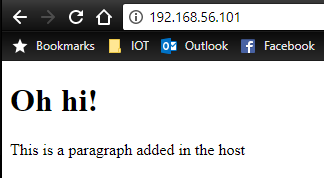 192.168.56.101
Bookmarks IOT Outlook Facebook
Oh hi!
This is a paragraph added in the host